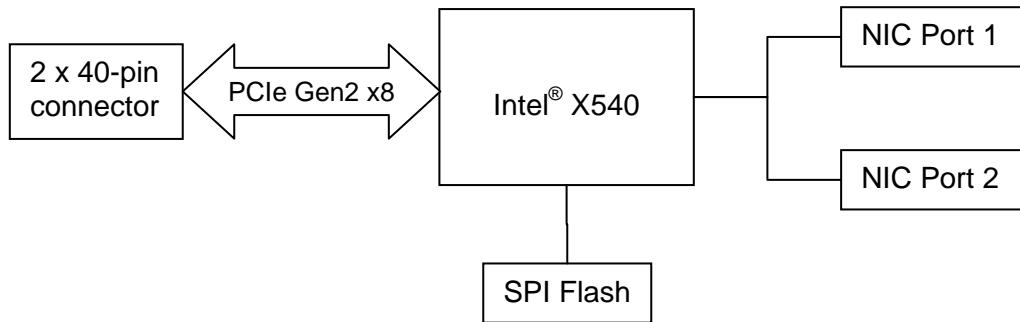 2 x 40-pin
connector
PCIe Gen2 x8
Intel® X540
NIC Port 1
NIC Port 2
SPI Flash